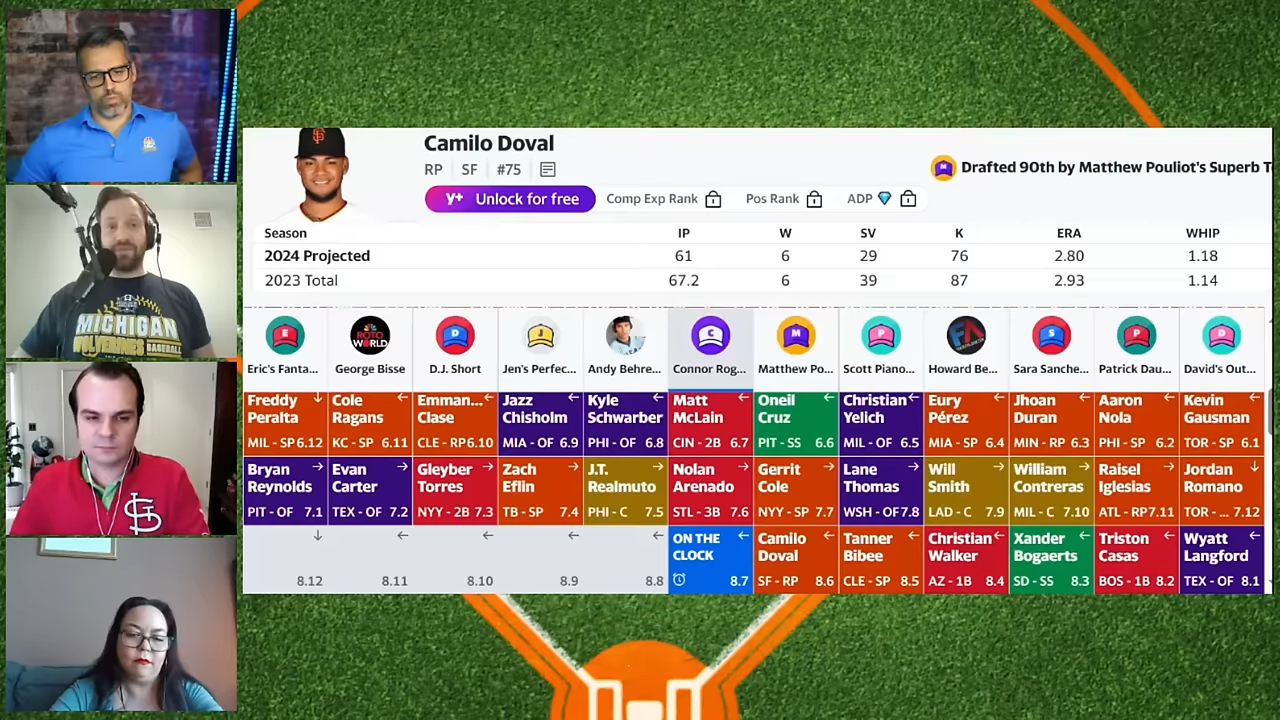 Camilo Doval
RP SF #75
Drafted 90th by Matthew Pouliot's Superb T
y+ Unlock for free Comp Exp Rank Pos Rank ADP
Season IP W SV K ERA WHIP
2024 Projected 61 6 29 76 2.80 1.18
2023 Total 67.2 6 39 87 2.93 1.14
E ROTO WORLD D J C M P FA S P D
Eric's Fanta... George Bisse D.J. Short Jen's Perfec... Andy Behre... Connor Rog... Matthew Po... Scott Piano... Howard Be... Sara Sanche... Patrick Dau... David's Out...
Freddy Cole Emman... Jazz Kyle Matt Oneil Christian Eury Jhoan Aaron Kevin
Peralta Ragans Clase Chisholm Schwarber McLain Cruz Yelich Pérez Duran Nola Gausman
MIL - SP 6.12 KC - SP 6.11 CLE - RP 6.10 MIA - OF 6.9 PHI - OF 6.8 CIN - 2B 6.7 PIT - SS 6.6 MIL - OF 6.5 MIA - SP 6.4 MIN - RP 6.3 PHI - SP 6.2 TOR - SP 6.1
Bryan Evan Gleyber Zach J.T. Nolan Gerrit Lane Will William Raisel Jordan
Reynolds Carter Torres Eflin Realmuto Arenado Cole Thomas Smith Contreras Iglesias Romano
PIT - OF 7.1 TEX - OF 7.2 NYY - 2B 7.3 TB - SP 7.4 PHI - C 7.5 STL - 3B 7.6 NYY - SP 7.7 WSH - OF 7.8 LAD - C 7.9 MIL - C 7.10 ATL - RP 7.11 TOR - ... 7.12
ON THE Camilo Tanner Christian Xander Triston Wyatt
CLOCK Doval Bibee Walker Bogaerts Casas Langford
8.12 8.11 8.10 8.9 8.8 8.7 SF - RP 8.6 CLE - SP 8.5 AZ - 1B 8.4 SD - SS 8.3 BOS - 1B 8.2 TEX - OF 8.1
MICHIGAN
WOLVERINES
BASEBALL
STL